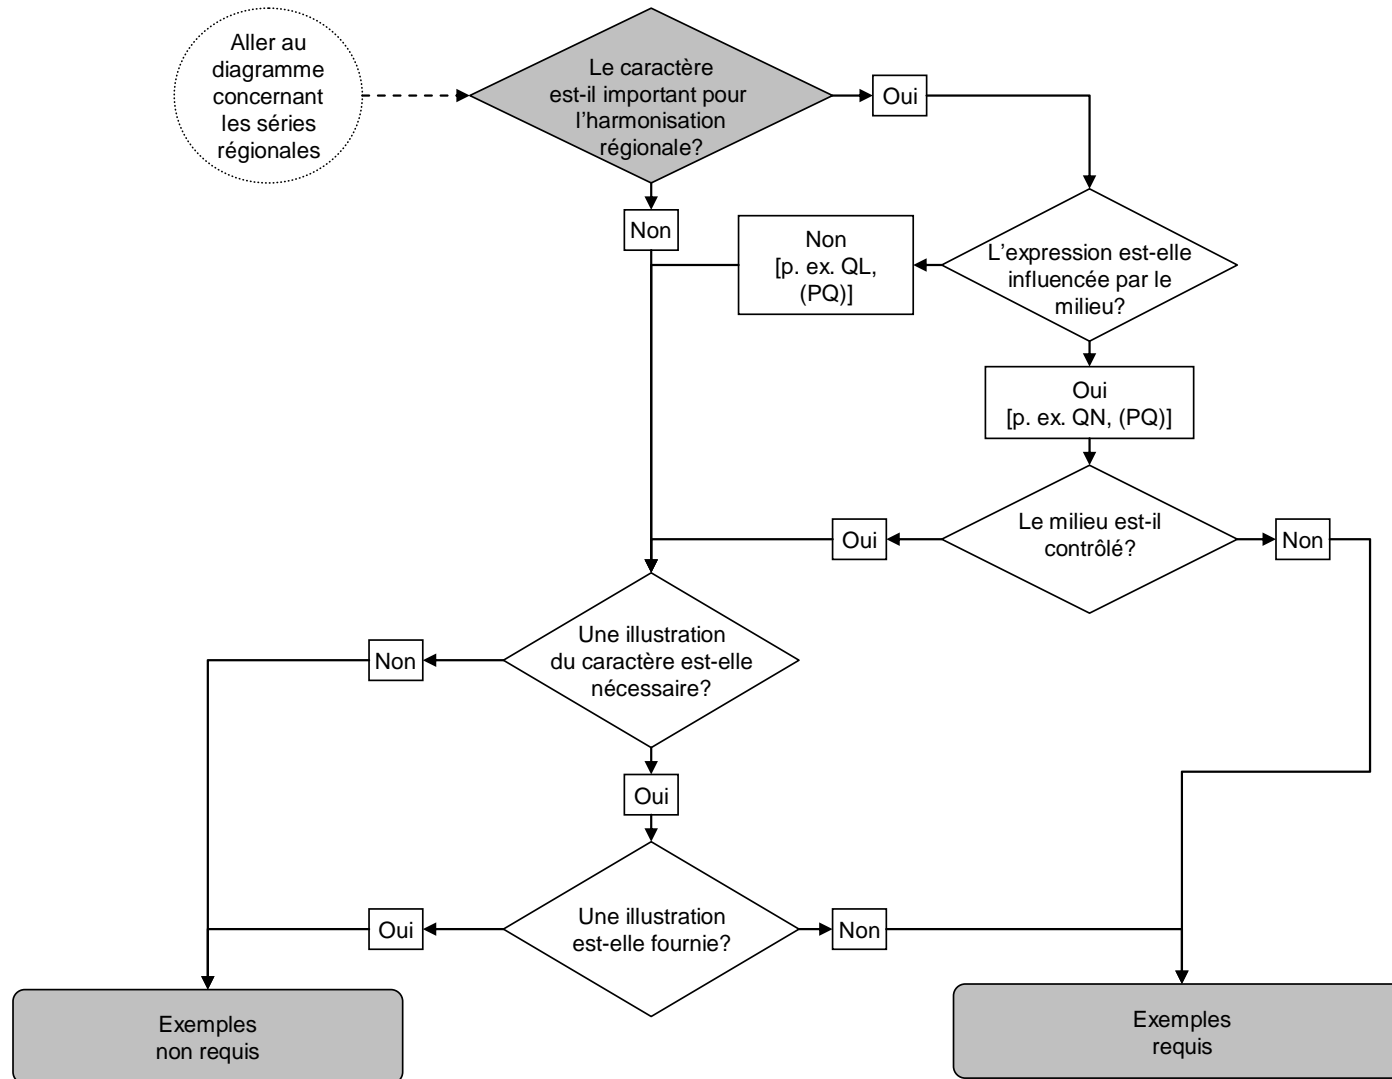 Aller au
diagramme
concernant
les séries
régionales
Le caractère
est-il important pour
l'harmonisation
régionale?
Oui
Non
Non
[p. ex. QL,
(PQ)]
L'expression est-elle
influencée par le
milieu?
Oui
[p. ex. QN, (PQ)]
Oui
Le milieu est-il
contrôlé?
Non
Non
Une illustration
du caractère est-elle
nécessaire?
Oui
Oui
Une illustration
est-elle fournie?
Non
Exemples
non requis
Exemples
requis